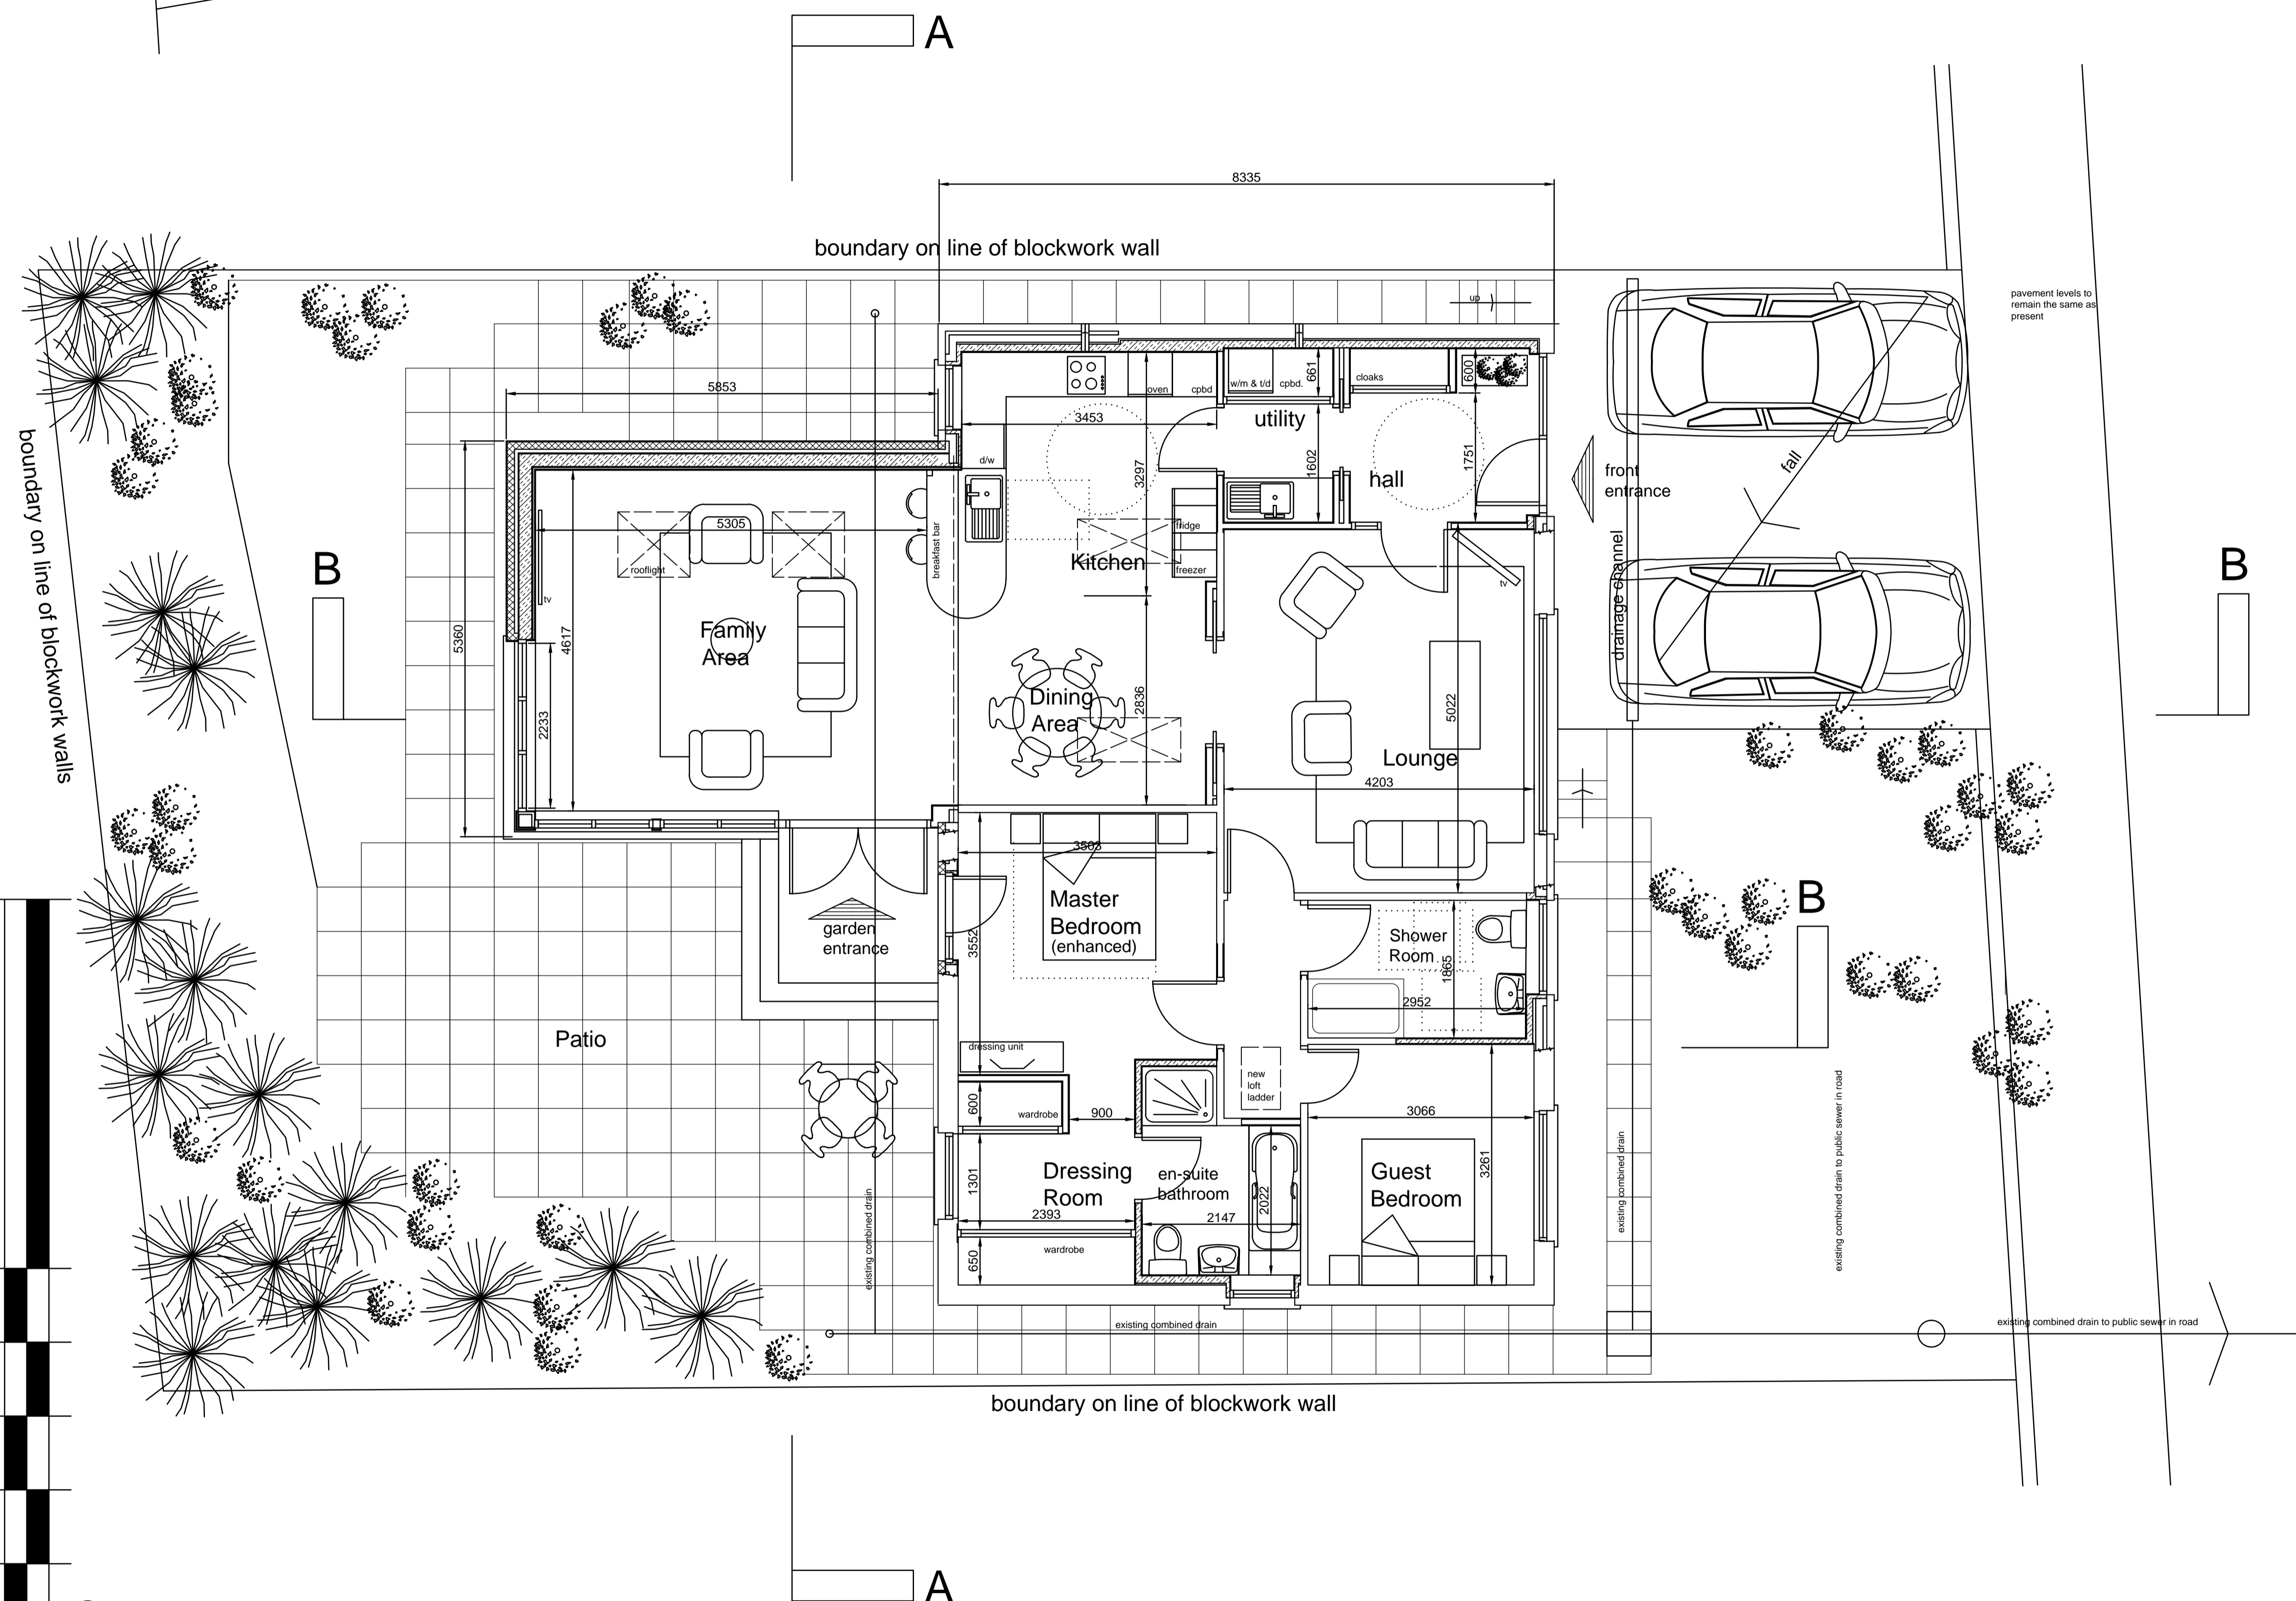 A
8335
boundary on line of blockwork wall
up
pavement levels to
remain the same as
present
5853
oven
cpbd
w/m & t/d
cpbd.
661
cloaks
600
3453
utility
d/w
3297
1602
hall
1751
front
entrance
fall
boundary on line of blockwork walls
B
5305
rooflight
tv
breakfast bar
fridge
Kitchen
freezer
tv
drainage channel
B
5360
4617
Family
Area
2233
Dining
Area
2836
5022
Lounge
4203
3503
Master
Bedroom
(enhanced)
3552
garden
entrance
Shower
Room
1865
2952
B
Patio
dressing unit
new
loft
ladder
600
wardrobe
900
3066
existing combined drain
existing combined drain to public sewer in road
1301
Dressing
Room
en-suite
bathroom
2022
Guest
Bedroom
3261
2393
2147
existing combined drain
650
wardrobe
existing combined drain
existing combined drain to public sewer in road
boundary on line of blockwork wall
A